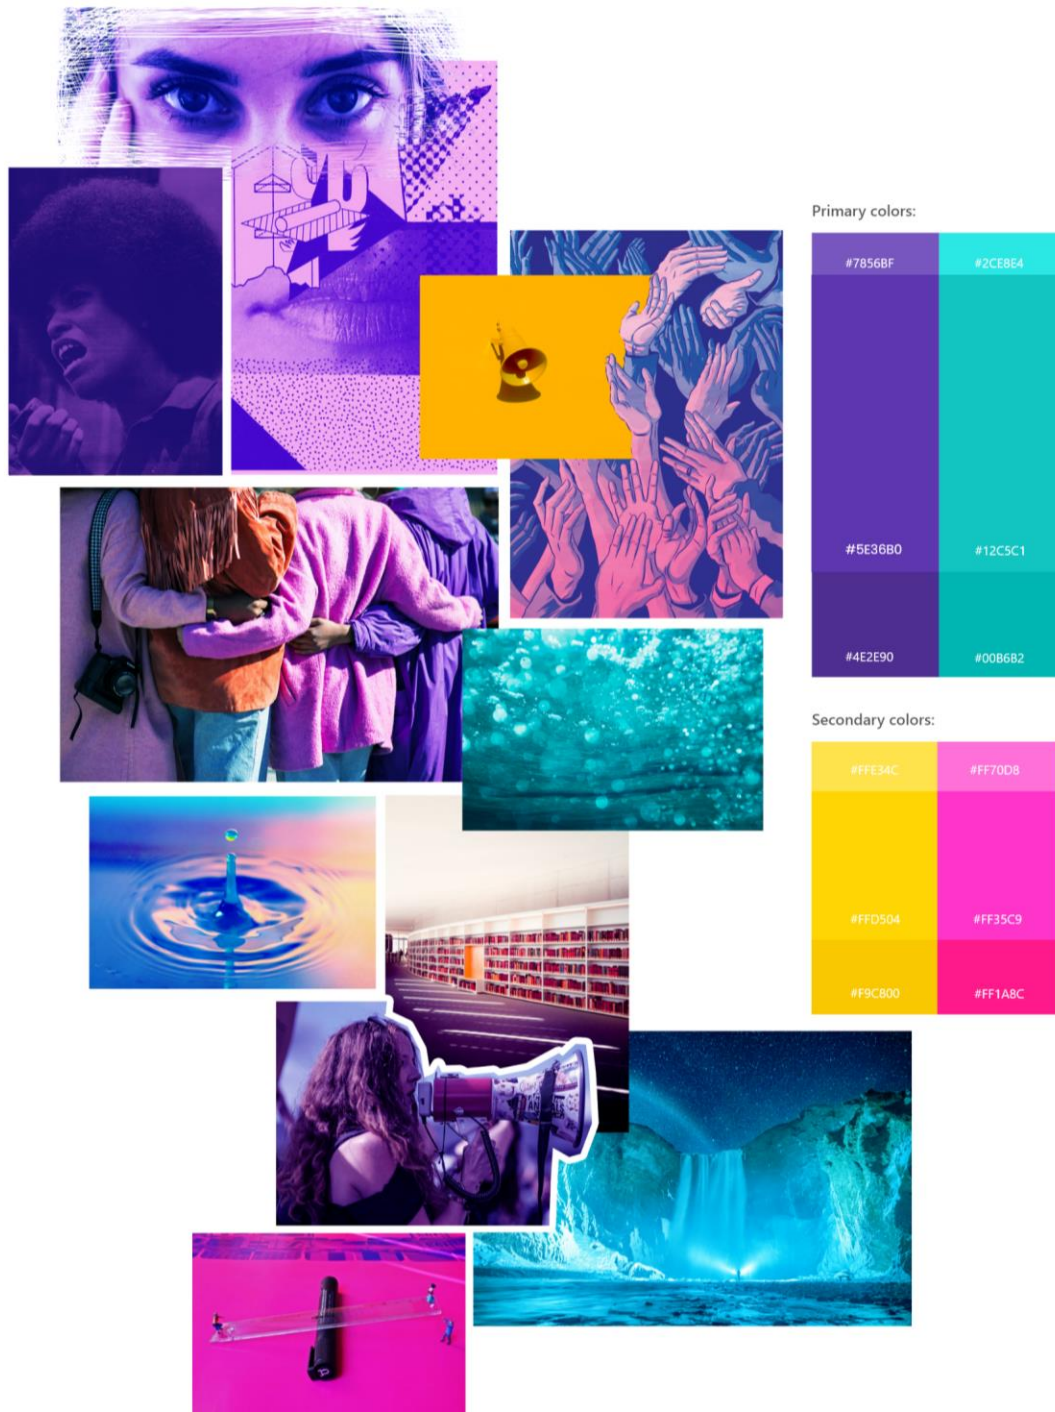 Primary colors:
#7856BF
#2CE8E4
#5E36B0
#12C5C1
#4E2E90
#00B6B2
Secondary colors:
#FFE34C
#FF70D8
#FFD504
#FF35C9
#F9C800
#FF1A8C